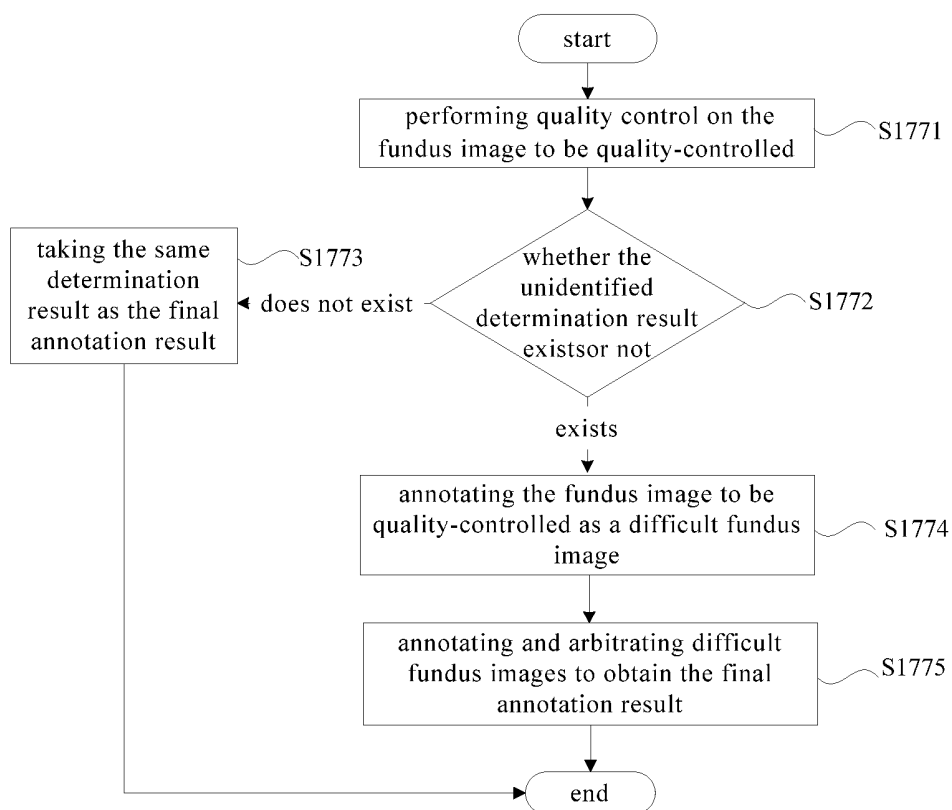 start
performing quality control on the
fundus image to be quality-controlled
S1771
whether the
unidentified
determination result
existsor not
S1772
does not exist
taking the same
determination
result as the final
annotation result
S1773
exists
annotating the fundus image to be
quality-controlled as a difficult fundus
image
S1774
annotating and arbitrating difficult
fundus images to obtain the final
annotation result
S1775
end